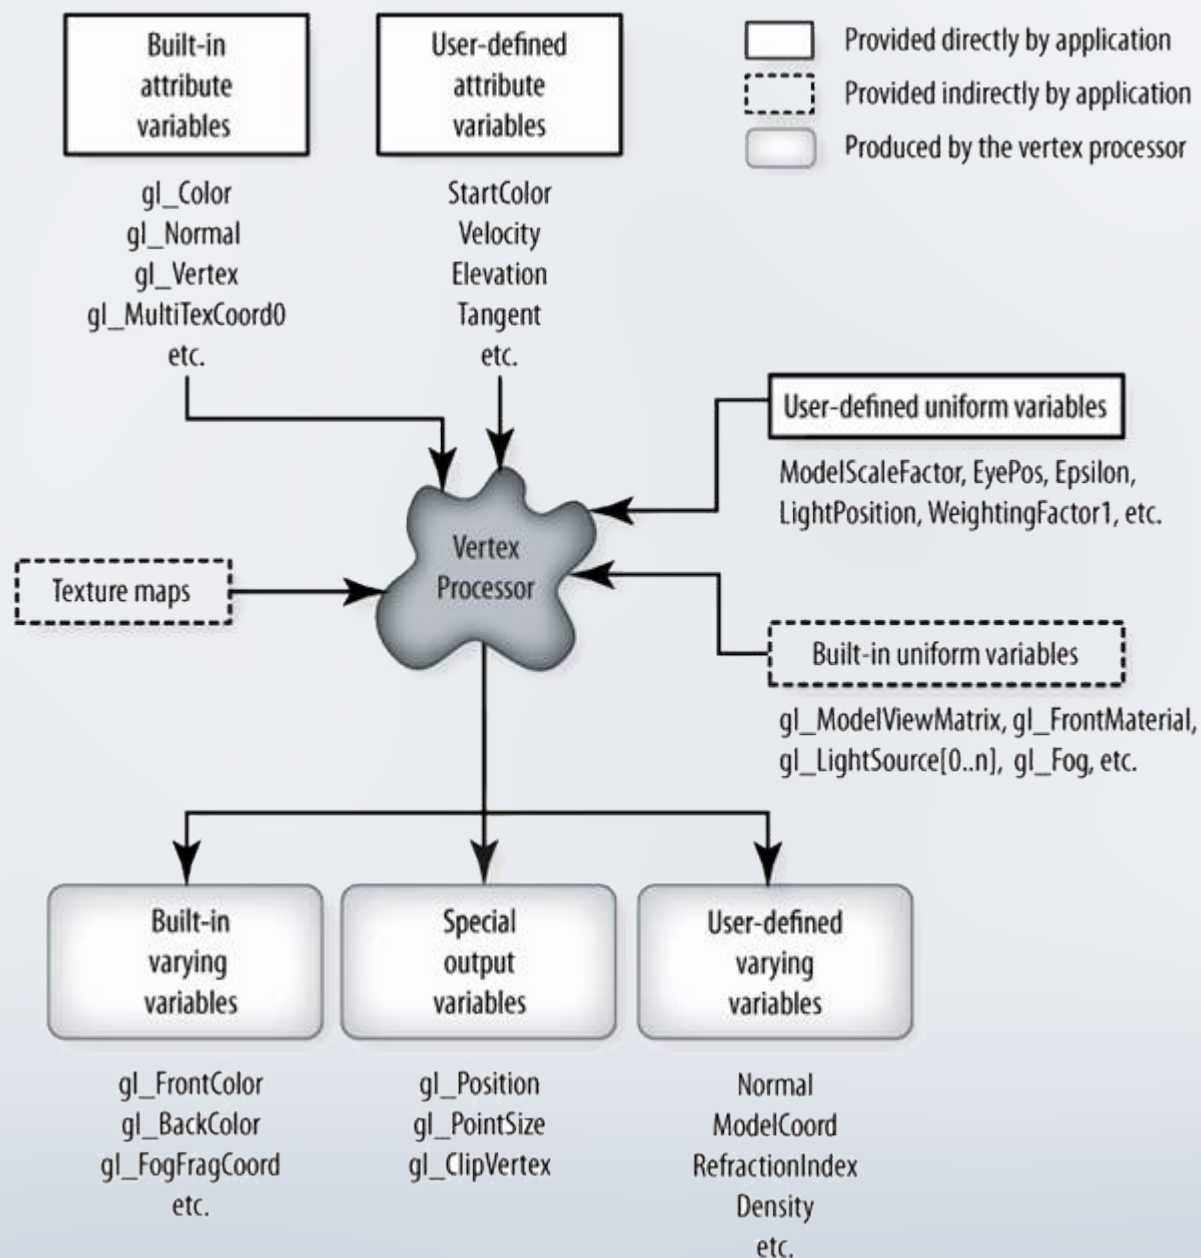 Built-in
attribute
variables
User-defined
attribute
variables
Provided directly by application
Provided indirectly by application
Produced by the vertex processor
gl_Color
gl_Normal
gl_Vertex
gl_MultiTexCoord0
etc.
StartColor
Velocity
Elevation
Tangent
etc.
User-defined uniform variables
ModelScaleFactor, EyePos, Epsilon,
LightPosition, WeightingFactor1, etc.
Vertex
Processor
Texture maps
Built-in uniform variables
gl_ModelViewMatrix, gl_FrontMaterial,
gl_LightSource[0..n], gl_Fog, etc.
Built-in
varying
variables
Special
output
variables
User-defined
varying
variables
gl_FrontColor
gl_BackColor
gl_FogFragCoord
etc.
gl_Position
gl_PointSize
gl_ClipVertex
Normal
ModelCoord
RefractionIndex
Density
etc.